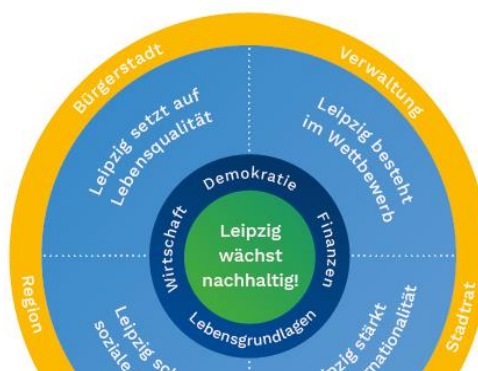 Bürgerstadt
Verwaltung
Leipzig setzt auf
Lebensqualität
Leipzig besteht
im Wettbewerb
Demokratie
Wirtschaft
Finanzen
Leipzig
wächst
nachhaltig!
Lebensgrundlagen
Region
Stadtrat
Leipzig
soziale
stärkt